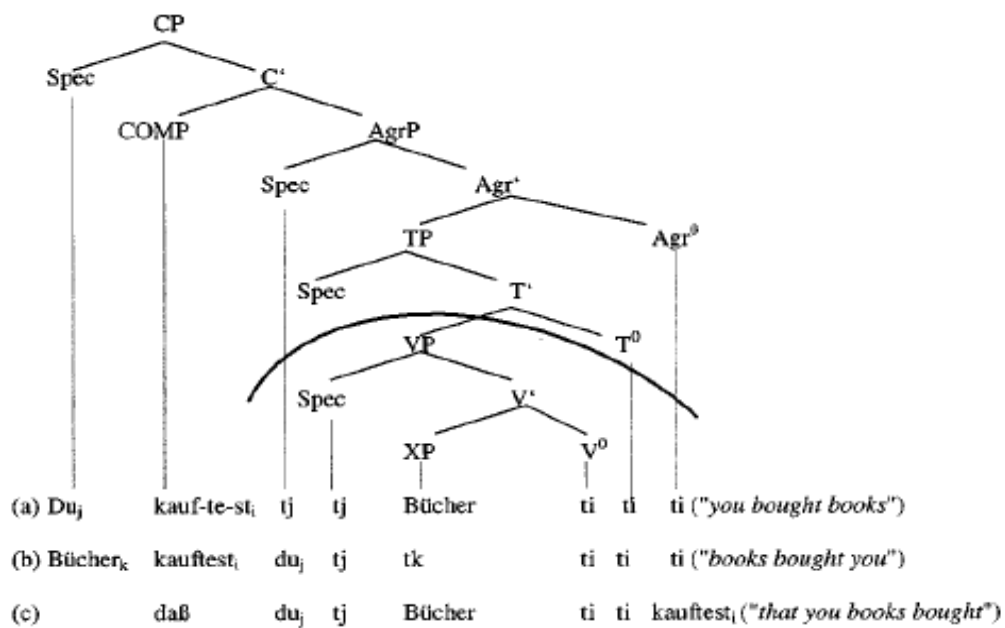 CP
Spec C‘
COMP AgrP
Spec Agr‘
TP Agr⁰
Spec T‘
VP T⁰
Spec V‘
XP V⁰
(a) Duⱼ kauf-te-stᵢ tj tj Bücher ti ti ti ("you bought books")
(b) Bücherₖ kauftestᵢ duⱼ tj tk ti ti ti ("books bought you")
(c) daß duⱼ tj Bücher ti ti kauftestᵢ ("that you books bought")